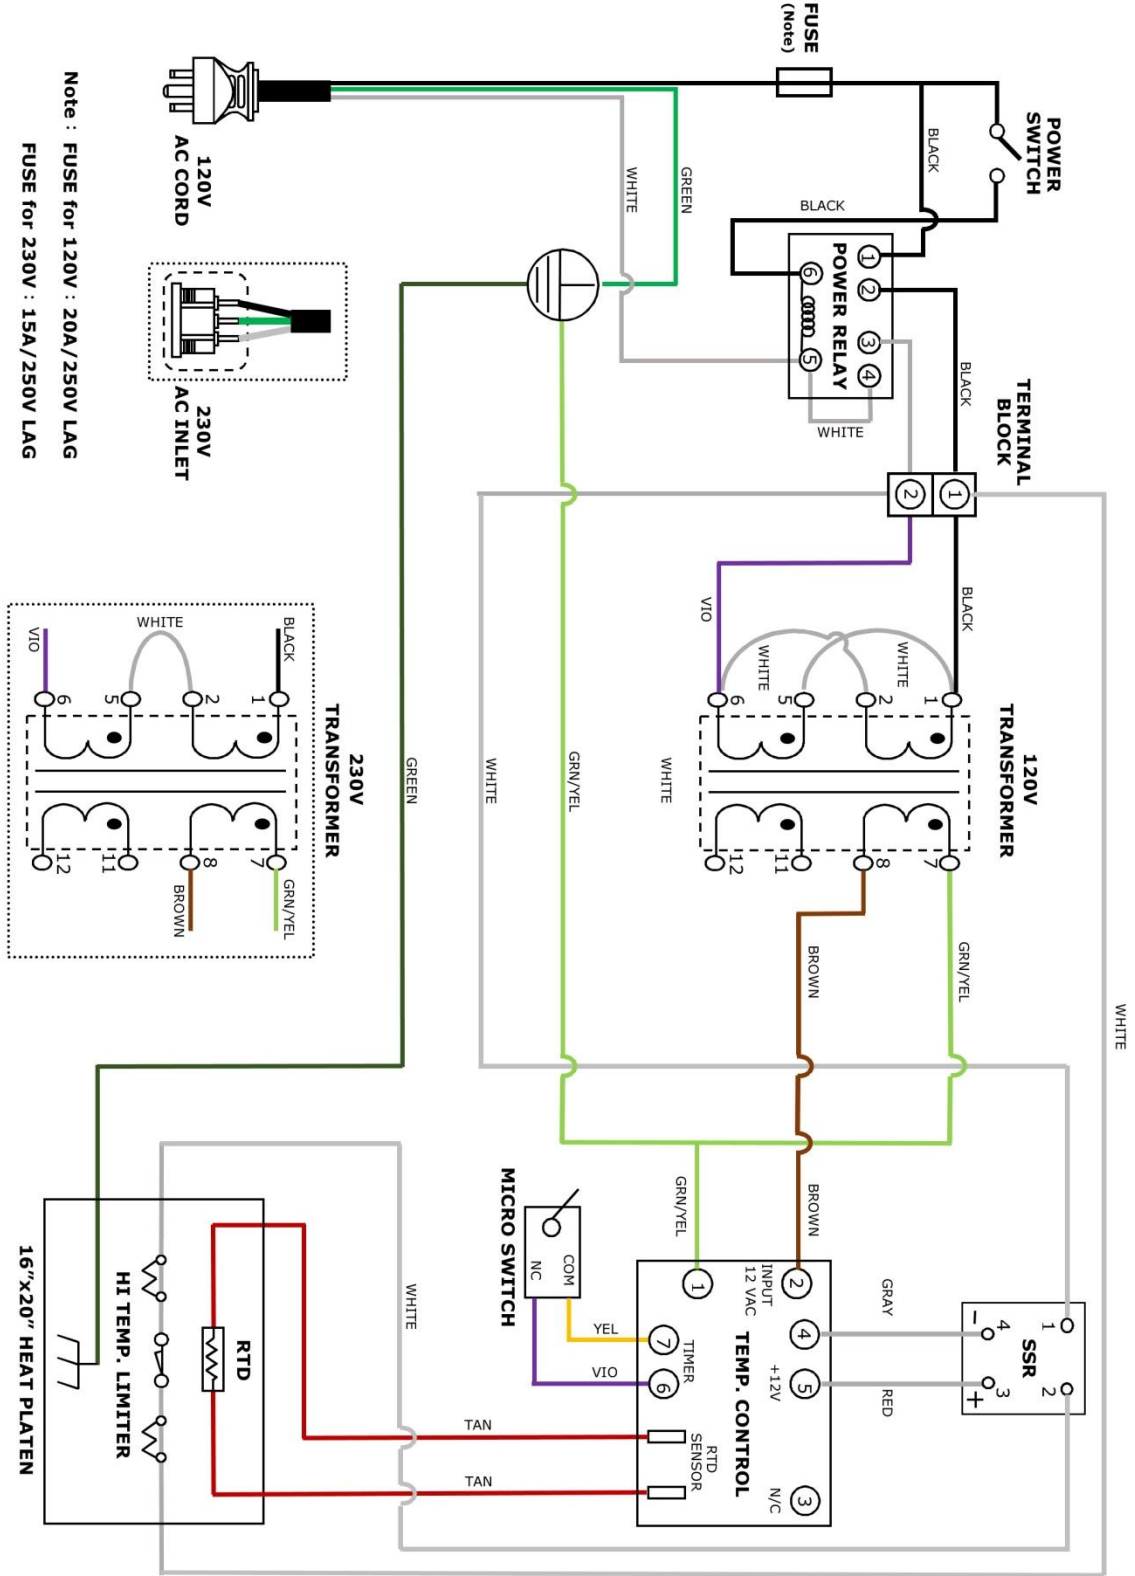 FUSE
(Note)
POWER
SWITCH
BLACK
BLACK
GREEN
WHITE
120V
AC CORD
Note : FUSE for 120V : 20A/250V LAG
FUSE for 230V : 15A/250V LAG
230V
AC INLET
POWER RELAY
1
2
3
4
5
6
WHITE
BLACK
TERMINAL
BLOCK
1
2
BLACK
VIO
WHITE
WHITE
120V
TRANSFORMER
1
2
5
6
7
8
11
12
WHITE
WHITE
GRN/YEL
GREEN
230V
TRANSFORMER
BLACK
WHITE
VIO
1
2
5
6
7
8
11
12
GRN/YEL
BROWN
GRN/YEL
BROWN
WHITE
BROWN
GRN/YEL
MICRO SWITCH
COM
NC
YEL
VIO
TEMP. CONTROL
1
2
INPUT
12 VAC
4
5
+12V
7
6
TIMER
RTD
SENSOR
3
N/C
GRAY
RED
SSR
1
2
- 4
+ 3
TAN
TAN
WHITE
RTD
HI TEMP. LIMITER
16"x20" HEAT PLATEN